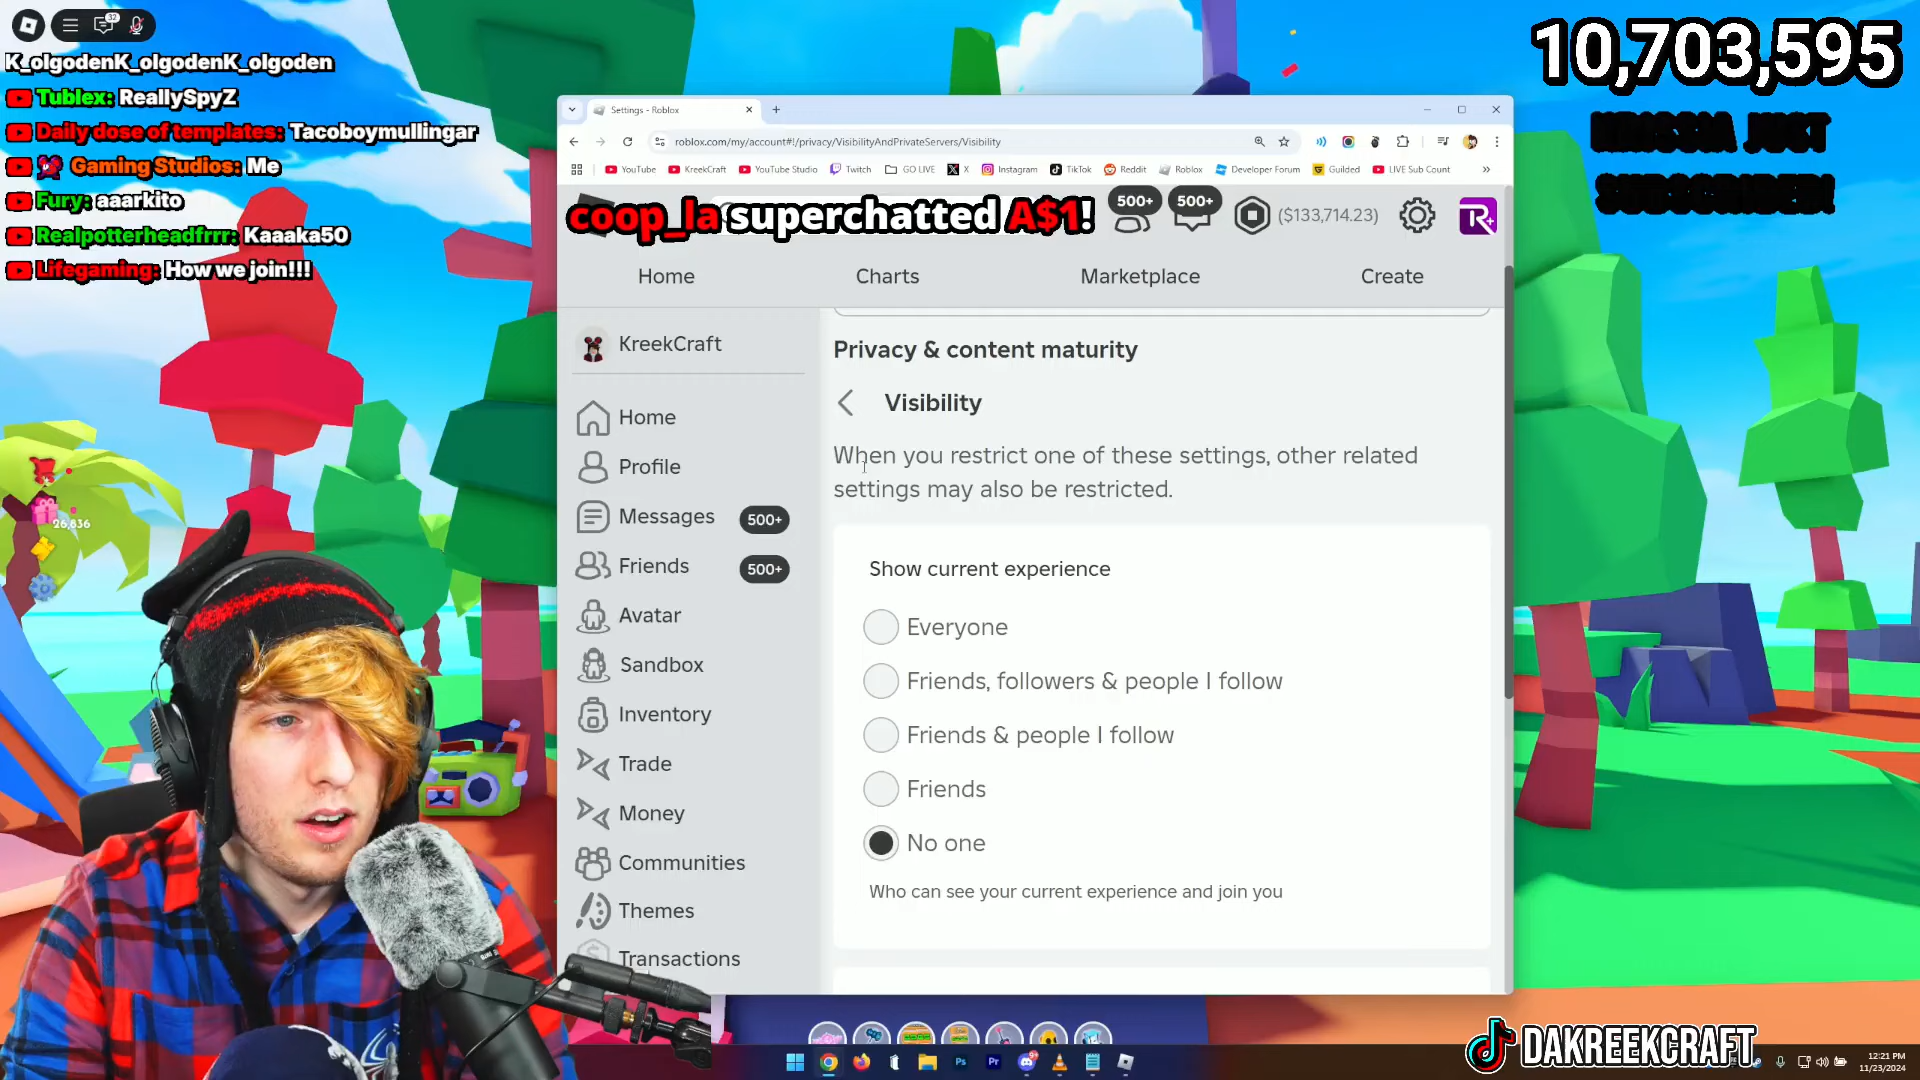 32
K_olgodenK_olgodenK_olgoden
Tublex: ReallySpyZ
Daily dose of templates: Tacoboymullingar
Gaming Studios: Me
Fury: aaarkito
Realpotterheadfrrr: Kaaaka50
Lifegaming: How we join!!!
10,703,595
JUST
SUBSCRIBED!
26,836
Settings - Roblox
roblox.com/my/account#!/privacy/VisibilityAndPrivateServers/Visibility
YouTube KreekCraft YouTube Studio Twitch GO LIVE X Instagram TikTok Reddit Roblox Developer Forum Guilded LIVE Sub Count »
coop_la superchatted A$1!
500+ 500+ ($133,714.23)
Home Charts Marketplace Create
KreekCraft
Home
Profile
Messages 500+
Friends 500+
Avatar
Sandbox
Inventory
Trade
Money
Communities
Themes
Transactions
Privacy & content maturity
Visibility
When you restrict one of these settings, other related
settings may also be restricted.
Show current experience
Everyone
Friends, followers & people I follow
Friends & people I follow
Friends
No one
Who can see your current experience and join you
DAKREEKCRAFT
12:21 PM
11/23/2024